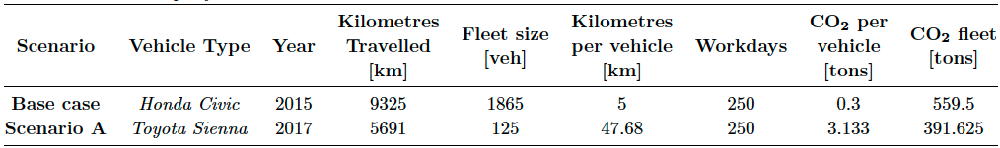 Scenario Vehicle Type Year Kilometres Travelled [km] Fleet size [veh] Kilometres per vehicle [km] Workdays CO2 per vehicle [tons] CO2 fleet [tons]
Base case Honda Civic 2015 9325 1865 5 250 0.3 559.5
Scenario A Toyota Sienna 2017 5691 125 47.68 250 3.133 391.625